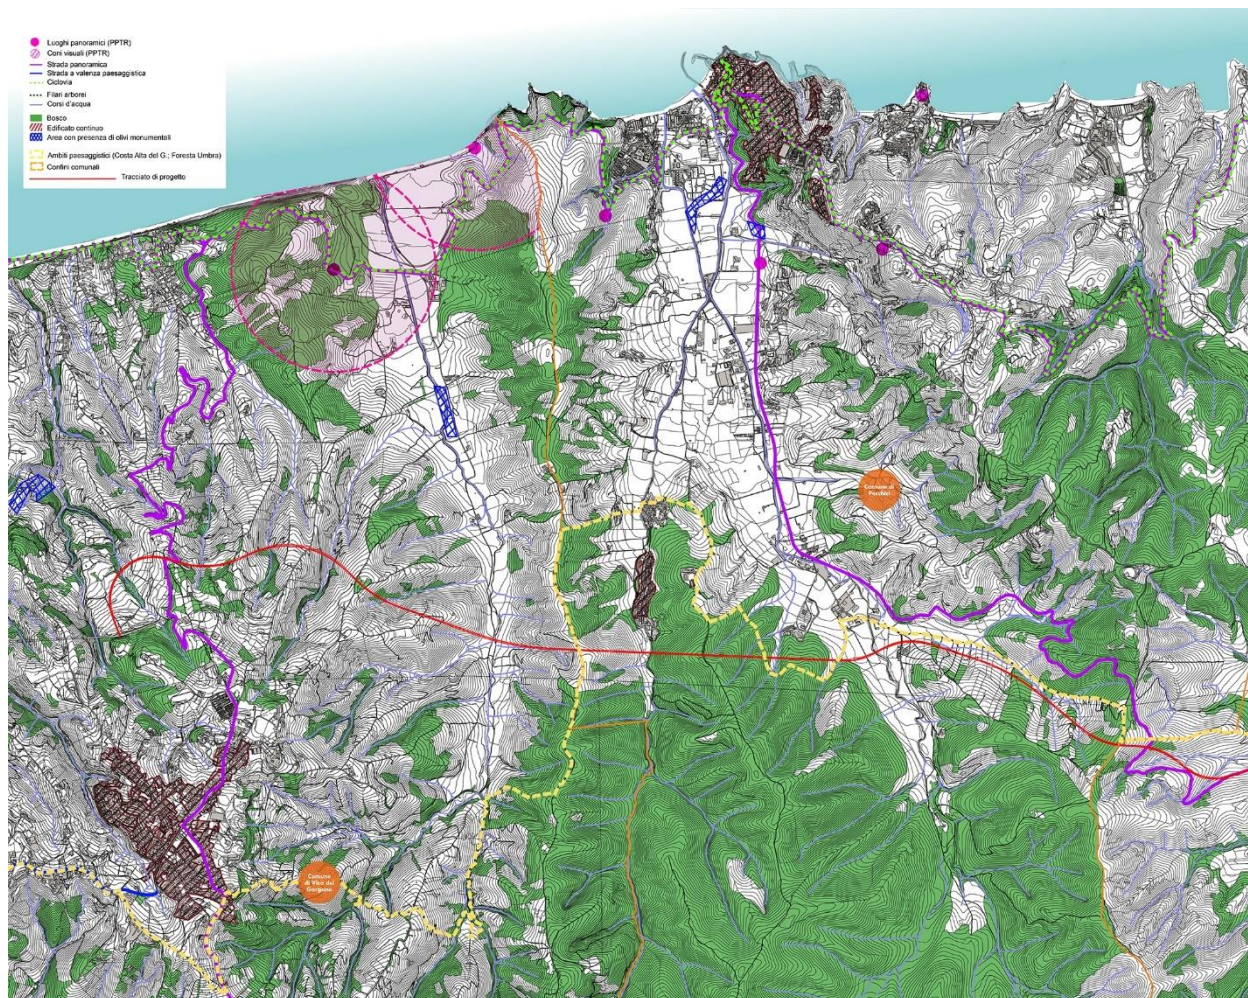 Luoghi panoramici (PPTR)
Coni visuali (PPTR)
Strada panoramica
Strada a valenza paesaggistica
Ciclovia
Filari arborei
Corsi d'acqua
Bosco
Edificato continuo
Area con presenza di olivi monumentali
Ambiti paesaggistici (Costa Alta del G.; Foresta Umbra)
Confini comunali
Tracciato di progetto
Comune di
Peschici
Comune
di Vico del
Gargano